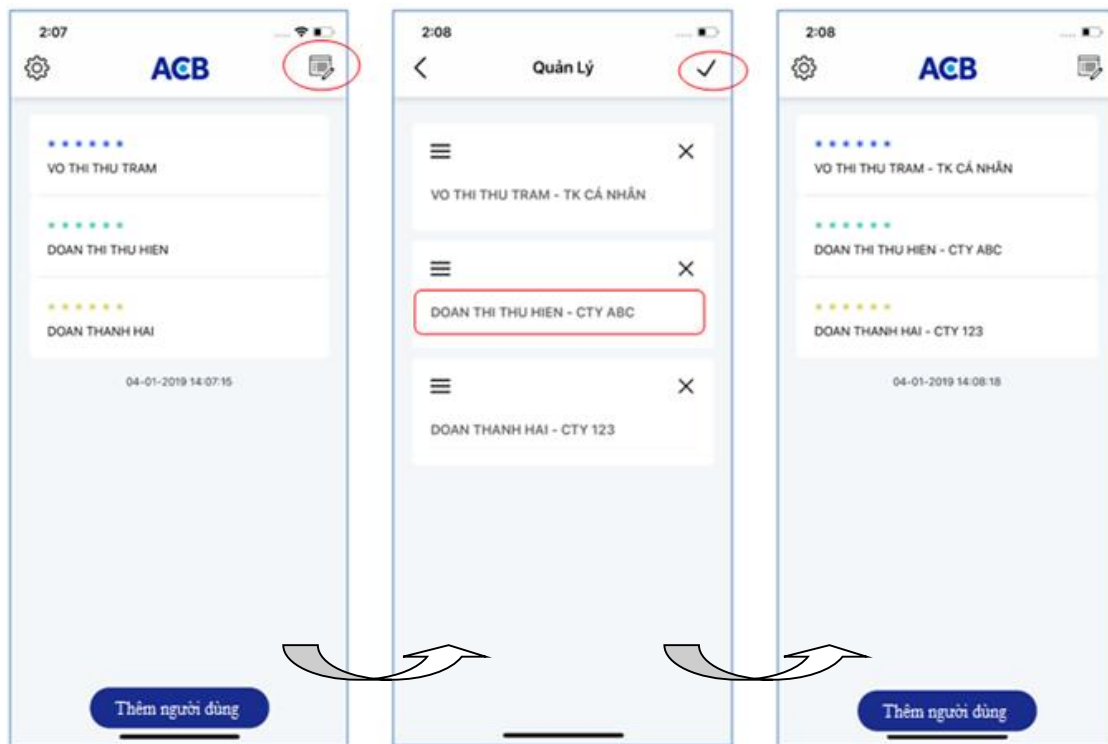 2:07
ACB
* * * * * *
VO THI THU TRAM
* * * * * *
DOAN THI THU HIEN
* * * * * *
DOAN THANH HAI
04-01-2019 14:07:15
Thêm người dùng
2:08
Quản Lý
VO THI THU TRAM - TK CÁ NHÂN
DOAN THI THU HIEN - CTY ABC
DOAN THANH HAI - CTY 123
2:08
ACB
* * * * * *
VO THI THU TRAM - TK CÁ NHÂN
* * * * * *
DOAN THI THU HIEN - CTY ABC
* * * * * *
DOAN THANH HAI - CTY 123
04-01-2019 14:08:18
Thêm người dùng